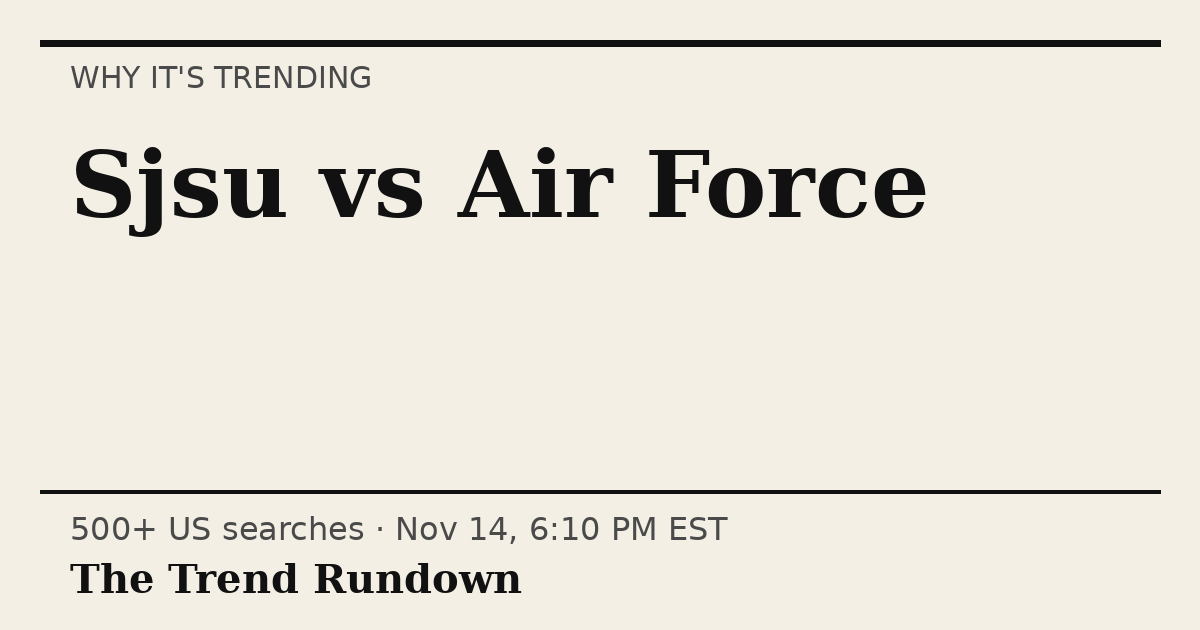 WHY IT'S TRENDING
Sjsu vs Air Force
500+ US searches · Nov 14, 6:10 PM EST
The Trend Rundown